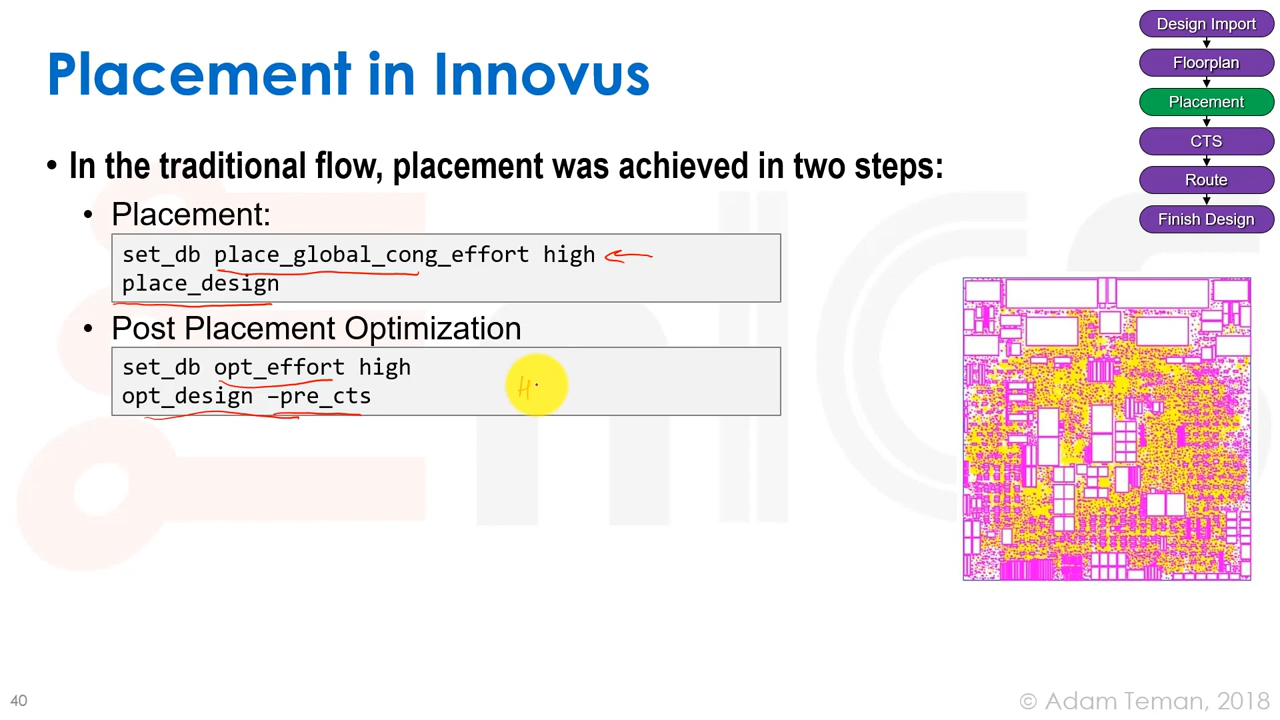 Placement in Innovus
• In the traditional flow, placement was achieved in two steps:
• Placement:
set_db place_global_cong_effort high
place_design
• Post Placement Optimization
set_db opt_effort high
opt_design –pre_cts
H
Design Import
Floorplan
Placement
CTS
Route
Finish Design
40
© Adam Teman, 2018